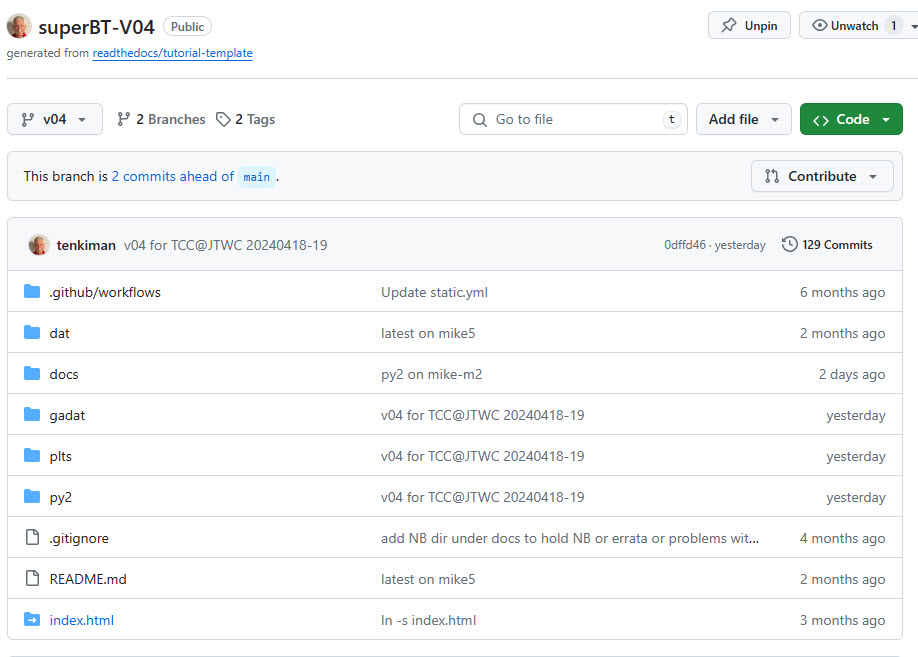 superBT-V04 Public Unpin Unwatch 1
generated from readthedocs/tutorial-template
v04 2 Branches 2 Tags Go to file t Add file Code
This branch is 2 commits ahead of main . Contribute
tenkiman v04 for TCC@JTWC 20240418-19 0dffd46 · yesterday 129 Commits
.github/workflows Update static.yml 6 months ago
dat latest on mike5 2 months ago
docs py2 on mike-m2 2 days ago
gadat v04 for TCC@JTWC 20240418-19 yesterday
plts v04 for TCC@JTWC 20240418-19 yesterday
py2 v04 for TCC@JTWC 20240418-19 yesterday
.gitignore add NB dir under docs to hold NB or errata or problems wit... 4 months ago
README.md latest on mike5 2 months ago
index.html ln -s index.html 3 months ago